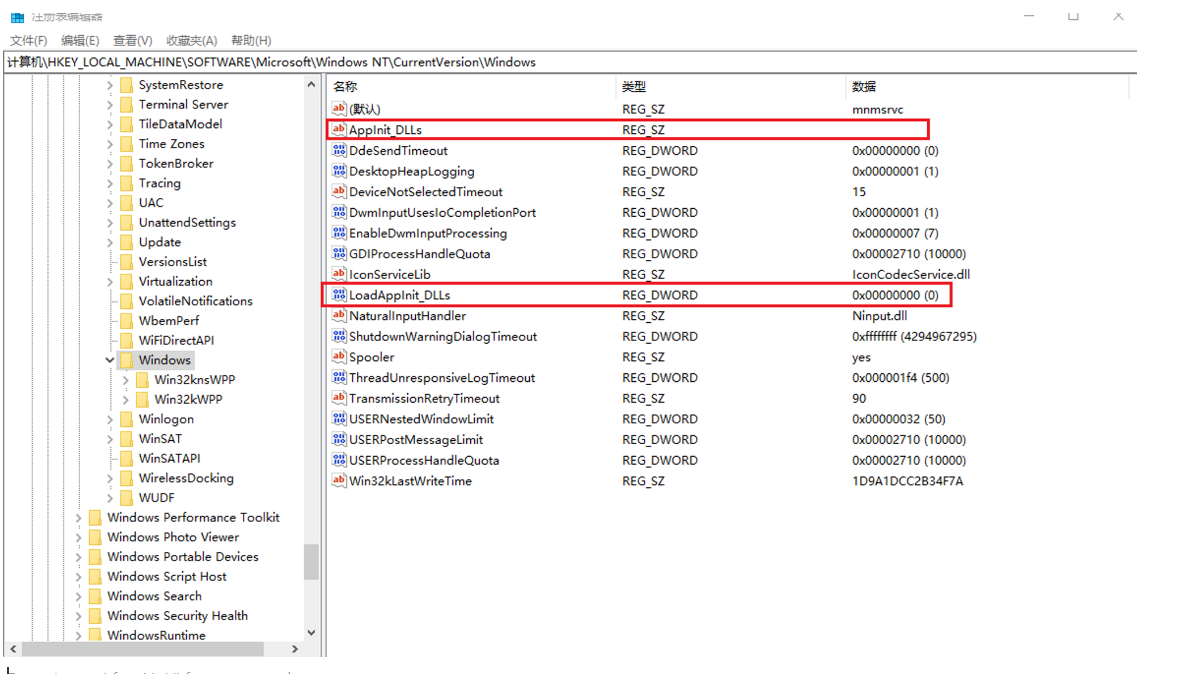 注册表编辑器
文件(F) 编辑(E) 查看(V) 收藏夹(A) 帮助(H)
计算机\HKEY_LOCAL_MACHINE\SOFTWARE\Microsoft\Windows NT\CurrentVersion\Windows
SystemRestore
Terminal Server
TileDataModel
Time Zones
TokenBroker
Tracing
UAC
UnattendSettings
Update
VersionsList
Virtualization
VolatileNotifications
WbemPerf
WiFiDirectAPI
Windows
Win32knsWPP
Win32kWPP
Winlogon
WinSAT
WinSATAPI
WirelessDocking
WUDF
Windows Performance Toolkit
Windows Photo Viewer
Windows Portable Devices
Windows Script Host
Windows Search
Windows Security Health
WindowsRuntime
名称 类型 数据
(默认) REG_SZ mnmsrvc
AppInit_DLLs REG_SZ
DdeSendTimeout REG_DWORD 0x00000000 (0)
DesktopHeapLogging REG_DWORD 0x00000001 (1)
DeviceNotSelectedTimeout REG_SZ 15
DwmInputUsesIoCompletionPort REG_DWORD 0x00000001 (1)
EnableDwmInputProcessing REG_DWORD 0x00000007 (7)
GDIProcessHandleQuota REG_DWORD 0x00002710 (10000)
IconServiceLib REG_SZ IconCodecService.dll
LoadAppInit_DLLs REG_DWORD 0x00000000 (0)
NaturalInputHandler REG_SZ Ninput.dll
ShutdownWarningDialogTimeout REG_DWORD 0xffffffff (4294967295)
Spooler REG_SZ yes
ThreadUnresponsiveLogTimeout REG_DWORD 0x000001f4 (500)
TransmissionRetryTimeout REG_SZ 90
USERNestedWindowLimit REG_DWORD 0x00000032 (50)
USERPostMessageLimit REG_DWORD 0x00002710 (10000)
USERProcessHandleQuota REG_DWORD 0x00002710 (10000)
Win32kLastWriteTime REG_SZ 1D9A1DCC2B34F7A